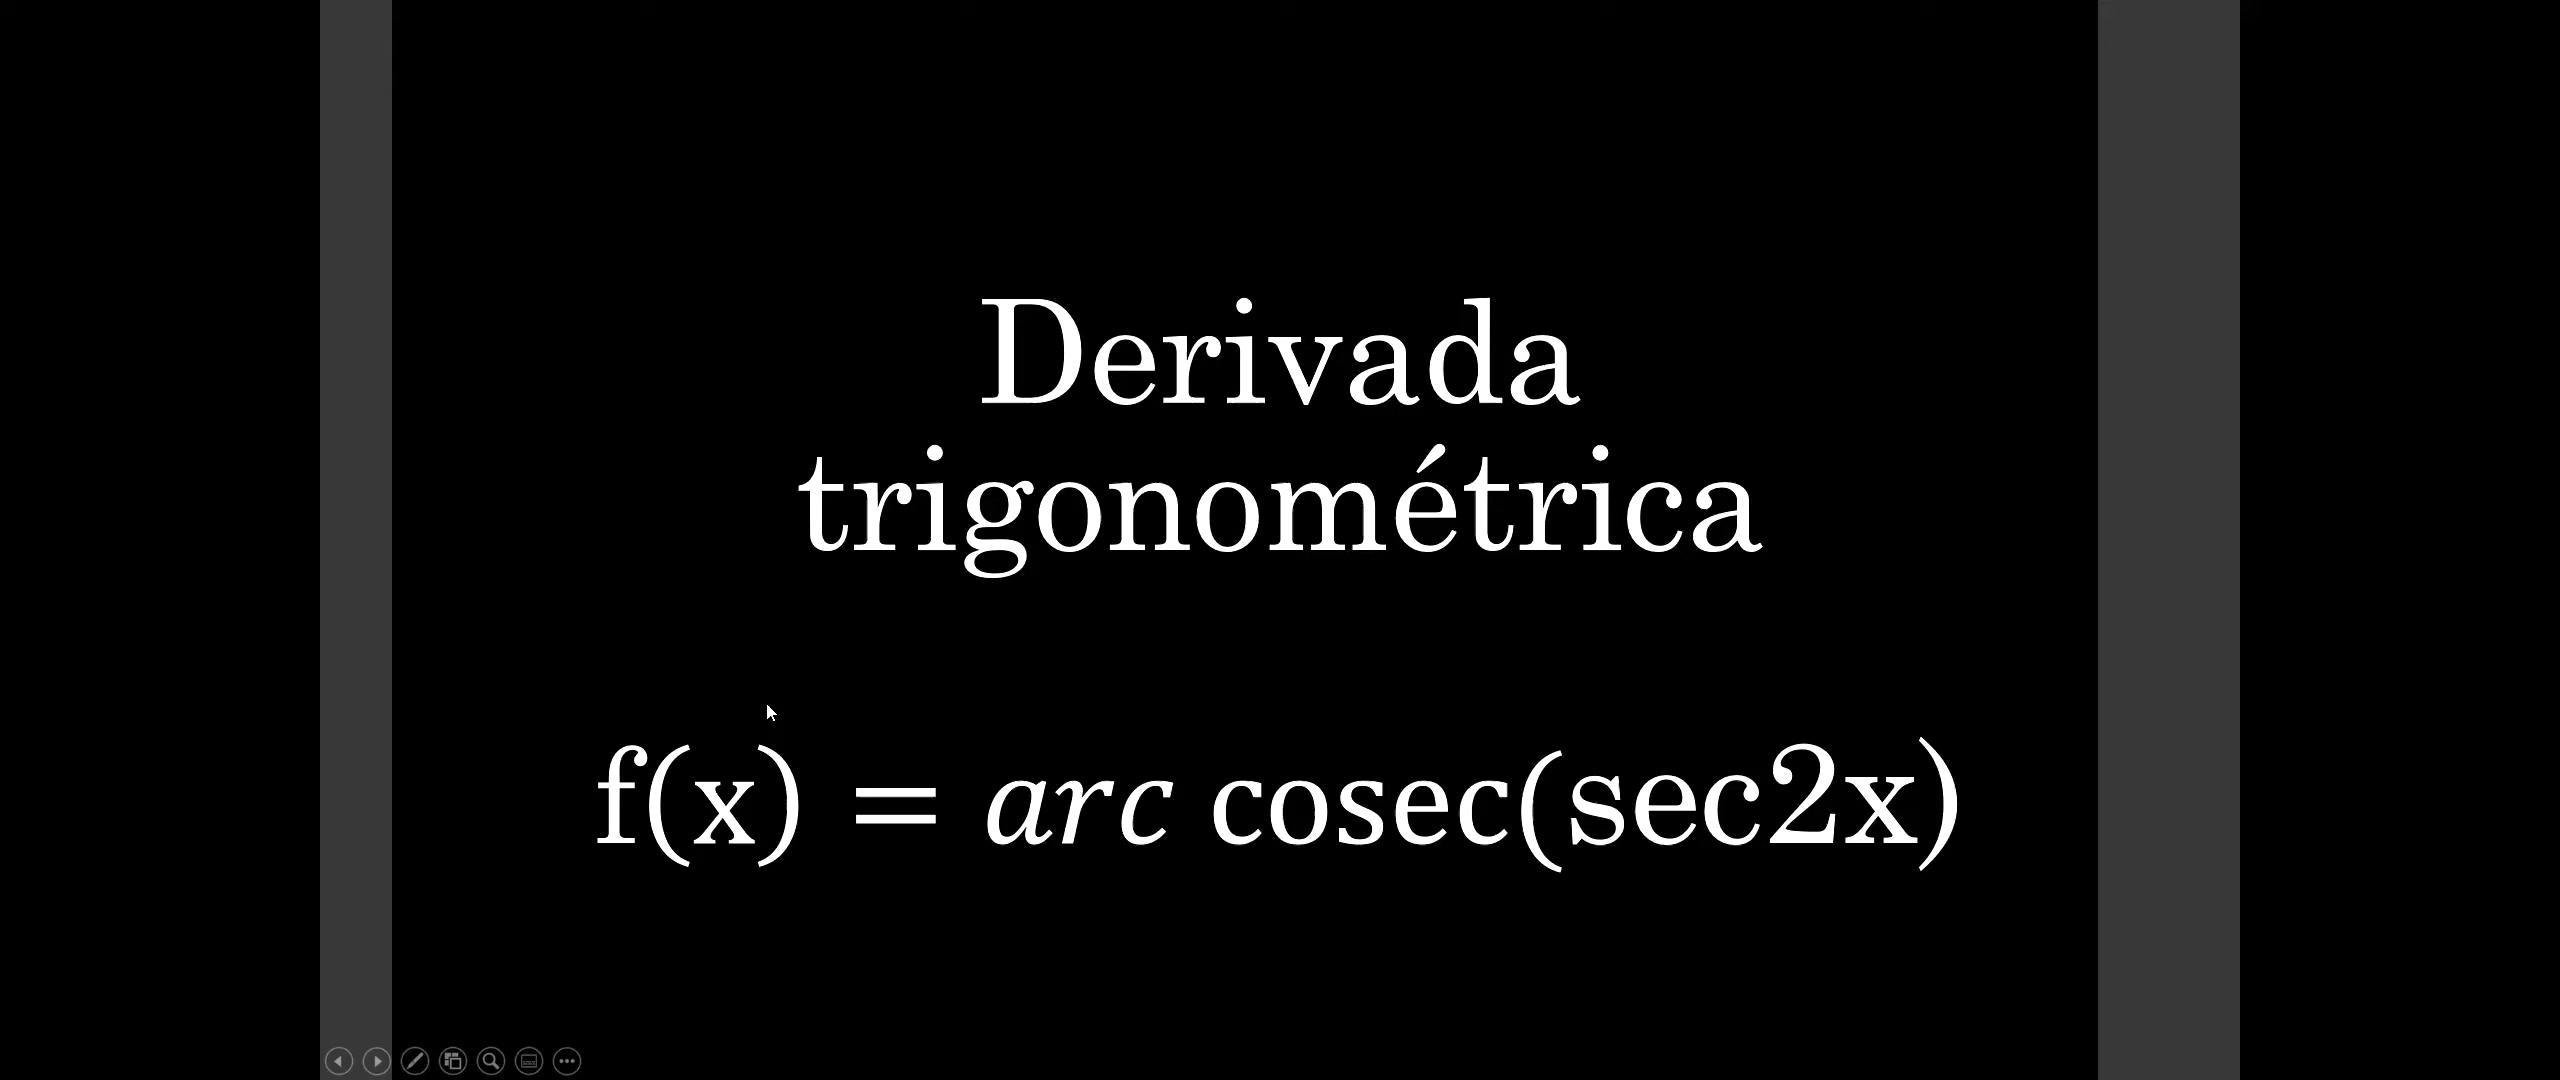 Derivada
trigonométrica
f(x) = arc cosec(sec2x)